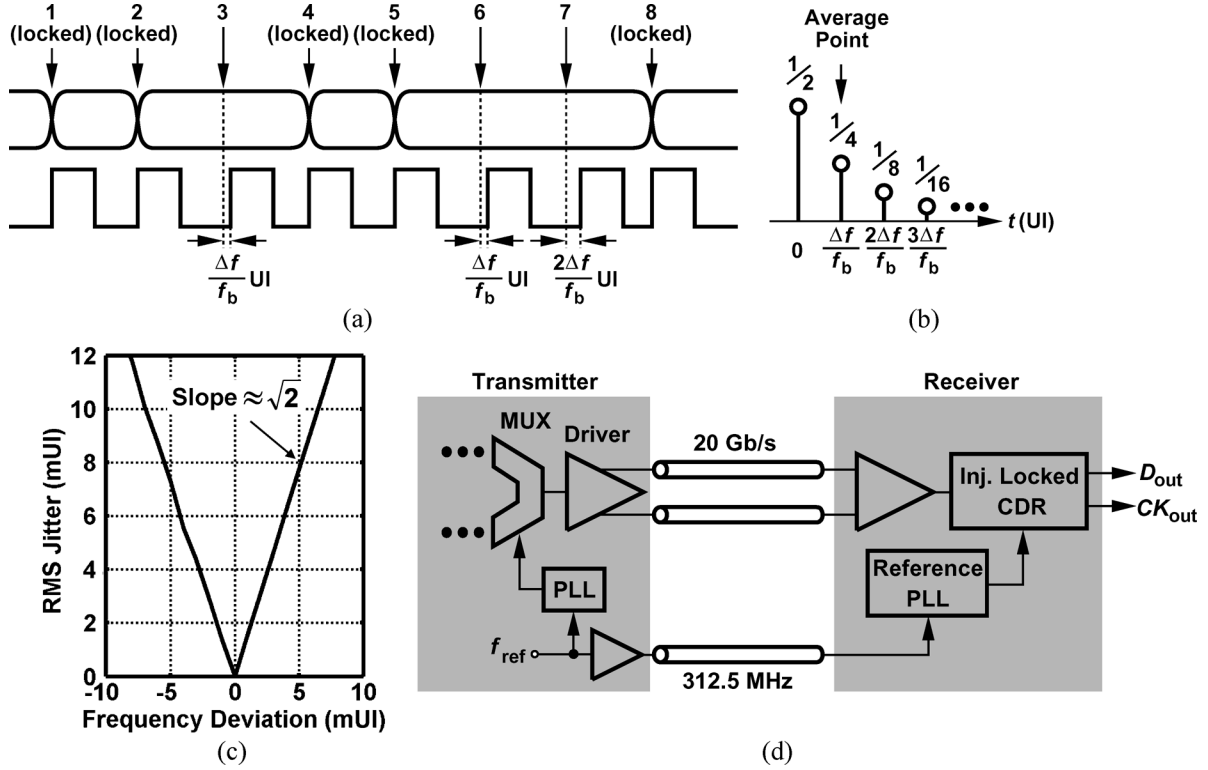 1 2 3 4 5 6 7 8
(locked) (locked) (locked) (locked) (locked)
Δf/fb UI Δf/fb UI 2Δf/fb UI
(a)
Average
Point
1/2
1/4
1/8
1/16
t (UI)
0 Δf/fb 2Δf/fb 3Δf/fb
(b)
12
10
8
6
4
2
0
RMS Jitter (mUI)
Slope ≈ √2
-10 -5 0 5 10
Frequency Deviation (mUI)
(c)
Transmitter
Receiver
MUX
Driver
20 Gb/s
Inj. Locked
CDR
Dout
CKout
PLL
Reference
PLL
fref
312.5 MHz
(d)